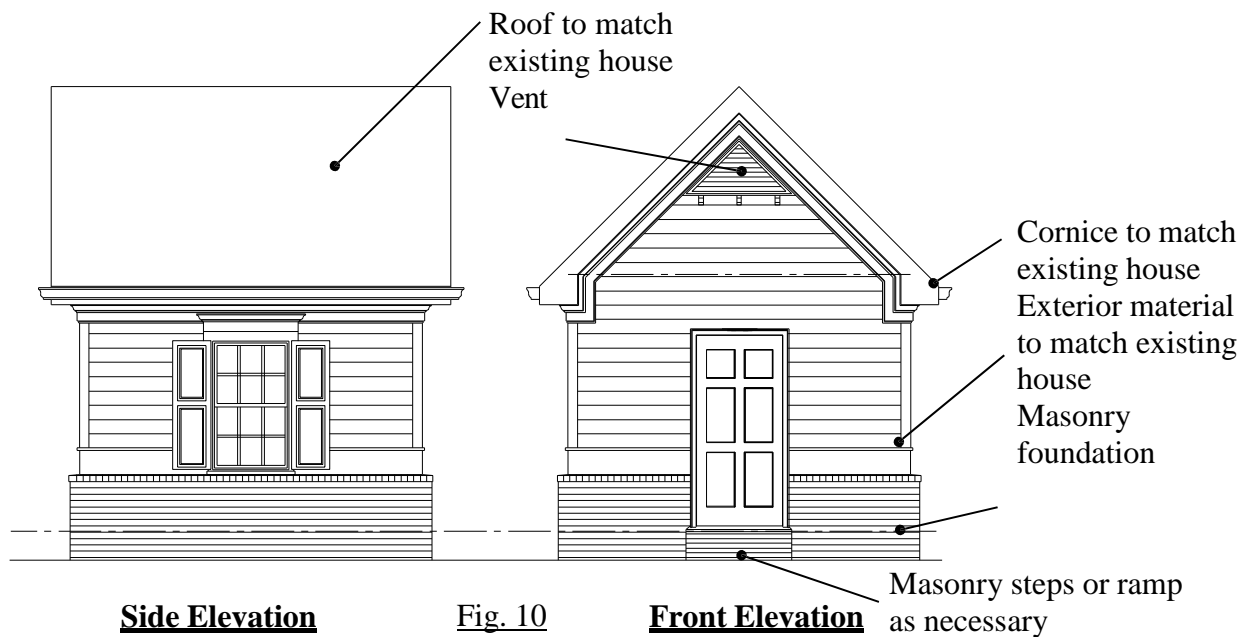 Roof to match
existing house
Vent
Cornice to match
existing house
Exterior material
to match existing
house
Masonry
foundation
Masonry steps or ramp
as necessary
Side Elevation
Fig. 10
Front Elevation